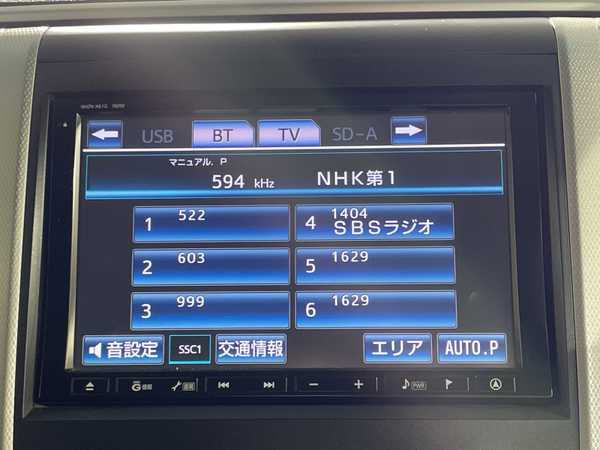 USB BT TV SD-A
マニュアル. P
594 kHz NHK第1
1 522
4 1404 SBSラジオ
2 603
5 1629
3 999
6 1629
音設定 SSC1 交通情報 エリア AUTO.P
PWR